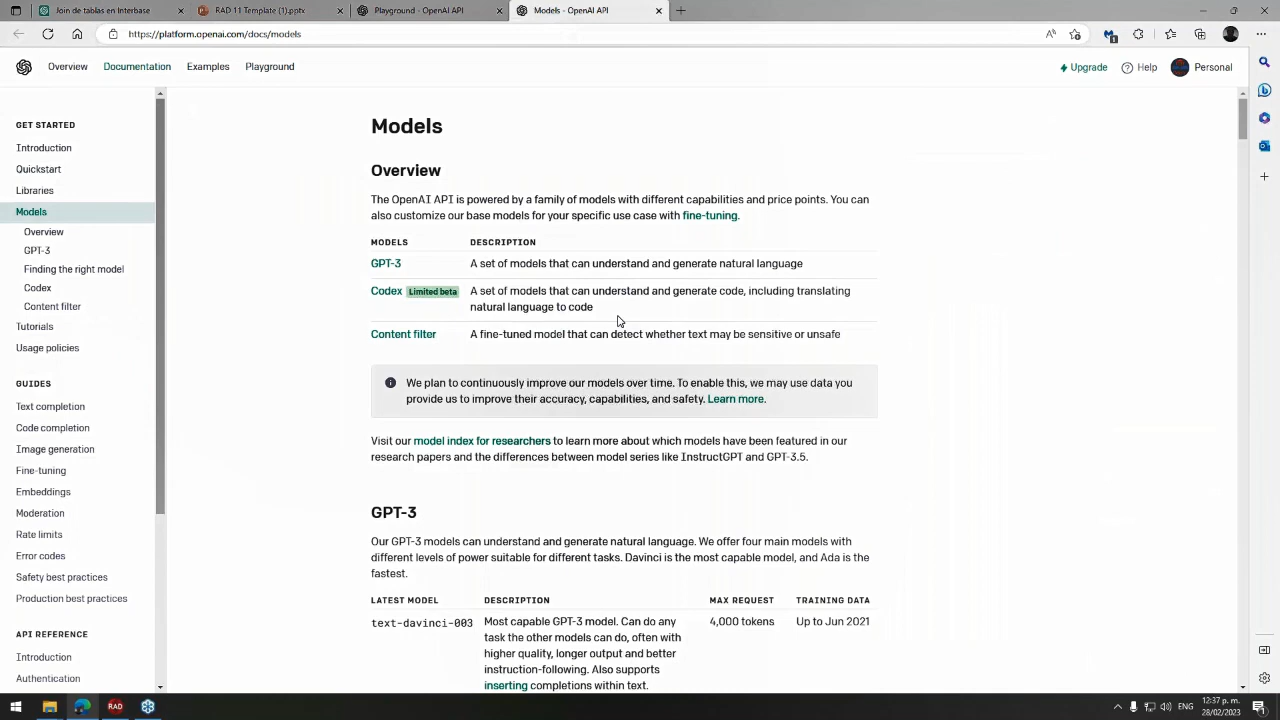 Join de tablas en Interbase
RAD-11 Template (1).pptx
Playground - OpenAI API
Models - OpenAI API
https://platform.openai.com/docs/models
Overview
Documentation
Examples
Playground
Upgrade
Help
Personal
GET STARTED
Introduction
Quickstart
Libraries
Models
Overview
GPT-3
Finding the right model
Codex
Content filter
Tutorials
Usage policies
GUIDES
Text completion
Code completion
Image generation
Fine-tuning
Embeddings
Moderation
Rate limits
Error codes
Safety best practices
Production best practices
API REFERENCE
Introduction
Authentication
Models
Overview
The OpenAI API is powered by a family of models with different capabilities and price points. You can
also customize our base models for your specific use case with fine-tuning.
MODELS DESCRIPTION
GPT-3 A set of models that can understand and generate natural language
Codex Limited beta A set of models that can understand and generate code, including translating
natural language to code
Content filter A fine-tuned model that can detect whether text may be sensitive or unsafe
We plan to continuously improve our models over time. To enable this, we may use data you
provide us to improve their accuracy, capabilities, and safety. Learn more.
Visit our model index for researchers to learn more about which models have been featured in our
research papers and the differences between model series like InstructGPT and GPT-3.5.
GPT-3
Our GPT-3 models can understand and generate natural language. We offer four main models with
different levels of power suitable for different tasks. Davinci is the most capable model, and Ada is the
fastest.
LATEST MODEL DESCRIPTION MAX REQUEST TRAINING DATA
text-davinci-003 Most capable GPT-3 model. Can do any 4,000 tokens Up to Jun 2021
task the other models can do, often with
higher quality, longer output and better
instruction-following. Also supports
inserting completions within text.
RAD
ENG
12:37 p. m.
28/02/2023